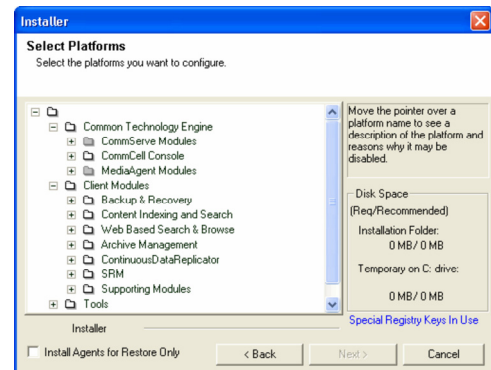 Installer
Select Platforms
Select the platforms you want to configure.
Common Technology Engine
CommServe Modules
CommCell Console
MediaAgent Modules
Client Modules
Backup & Recovery
Content Indexing and Search
Web Based Search & Browse
Archive Management
ContinuousDataReplicator
SRM
Supporting Modules
Tools
Move the pointer over a
platform name to see a
description of the platform and
reasons why it may be
disabled.
Disk Space
(Req/Recommended)
Installation Folder:
0 MB/ 0 MB
Temporary on C: drive:
0 MB/ 0 MB
Special Registry Keys In Use
Installer
Install Agents for Restore Only
< Back
Next >
Cancel